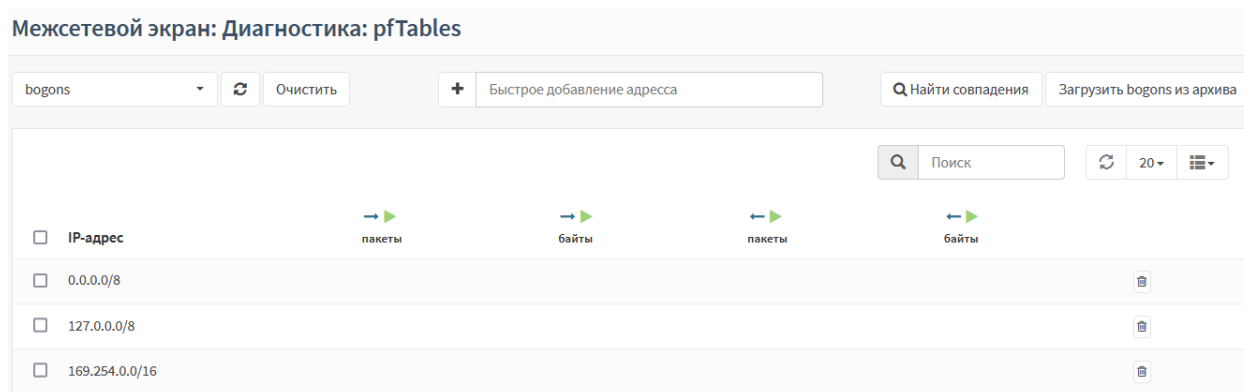 Межсетевой экран: Диагностика: pfTables
bogons Очистить Быстрое добавление адресса Найти совпадения Загрузить bogons из архива
Поиск 20
IP-адрес пакеты байты пакеты байты
0.0.0.0/8
127.0.0.0/8
169.254.0.0/16